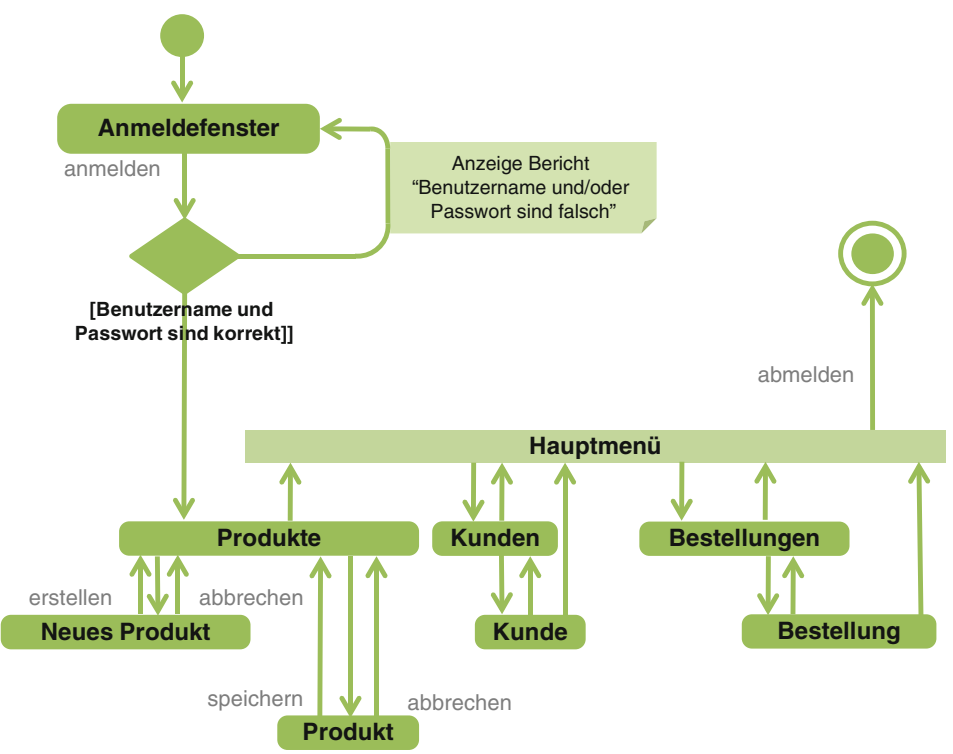 Anmeldefenster
anmelden
Anzeige Bericht
“Benutzername und/oder
Passwort sind falsch”
[Benutzername und
Passwort sind korrekt]]
abmelden
Hauptmenü
Produkte
Kunden
Bestellungen
erstellen
abbrechen
Neues Produkt
Kunde
Bestellung
speichern
abbrechen
Produkt